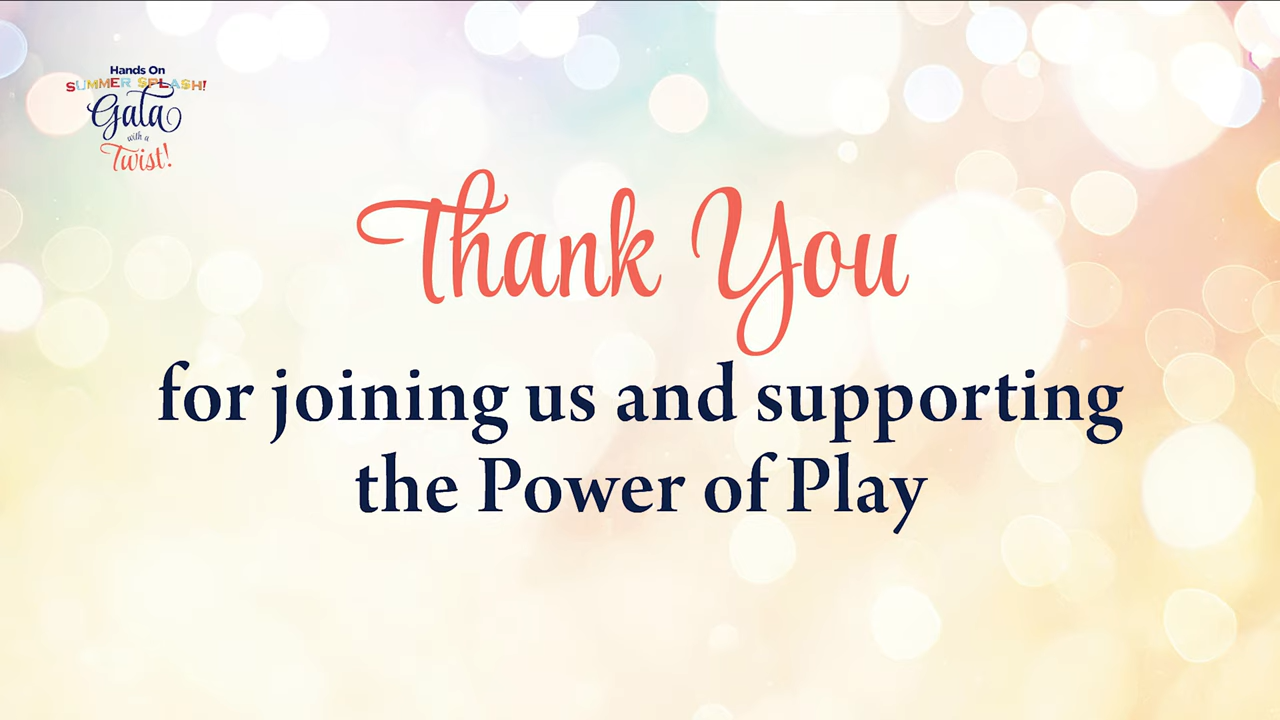 Hands On
SUMMER SPLASH!
Gala
with a
Twist!
Thank You
for joining us and supporting
the Power of Play